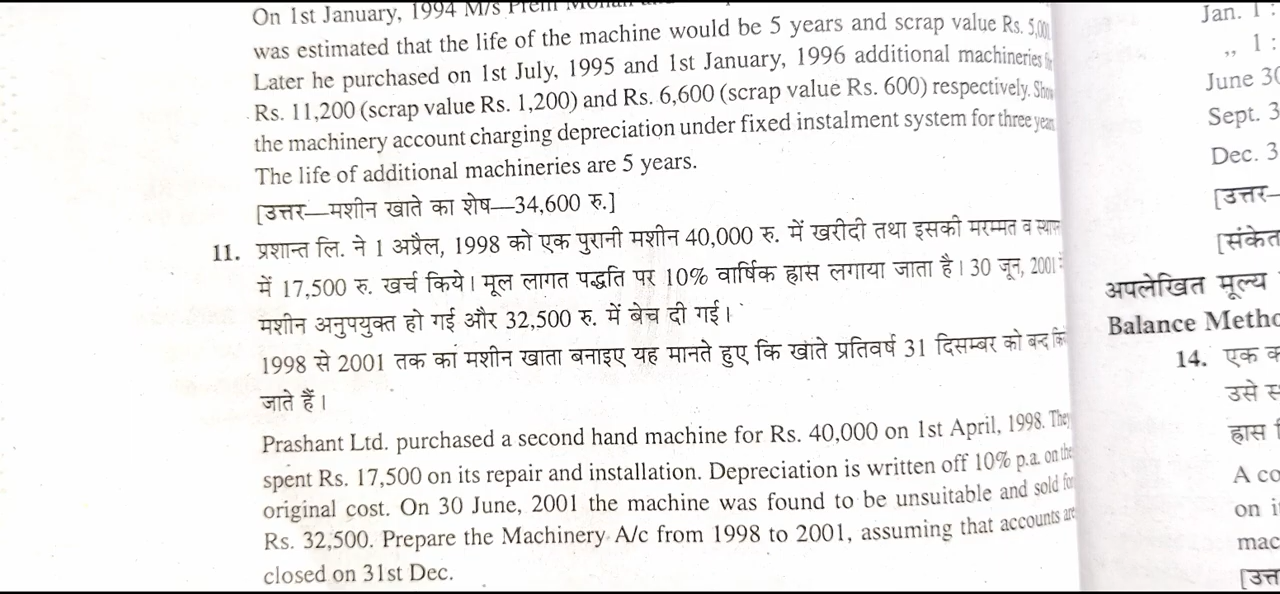 On 1st January, 1994 M/s Prem
was estimated that the life of the machine would be 5 years and scrap value Rs. 5,000
Later he purchased on 1st July, 1995 and 1st January, 1996 additional machineries for
Rs. 11,200 (scrap value Rs. 1,200) and Rs. 6,600 (scrap value Rs. 600) respectively. Show
the machinery account charging depreciation under fixed instalment system for three years
The life of additional machineries are 5 years.
[उत्तर—मशीन खाते का शेष—34,600 रु.]
11. प्रशान्त लि. ने 1 अप्रैल, 1998 को एक पुरानी मशीन 40,000 रु. में खरीदी तथा इसकी मरम्मत व
में 17,500 रु. खर्च किये। मूल लागत पद्धति पर 10% वार्षिक ह्रास लगाया जाता है। 30 जून, 2001
मशीन अनुपयुक्त हो गई और 32,500 रु. में बेच दी गई।
1998 से 2001 तक का मशीन खाता बनाइए यह मानते हुए कि खाते प्रतिवर्ष 31 दिसम्बर को बन्द
जाते हैं।
Prashant Ltd. purchased a second hand machine for Rs. 40,000 on 1st April, 1998. They
spent Rs. 17,500 on its repair and installation. Depreciation is written off 10% p.a. on the
original cost. On 30 June, 2001 the machine was found to be unsuitable and sold for
Rs. 32,500. Prepare the Machinery A/c from 1998 to 2001, assuming that accounts are
closed on 31st Dec.
Jan. 1 :
,, 1 :
June 30
Sept. 3
Dec. 3
[उत्तर—
[संकेत
अपलेखित मूल्य
Balance Metho
14. एक क
उसे
ह्रास
A co
on i
mac
[उत्त